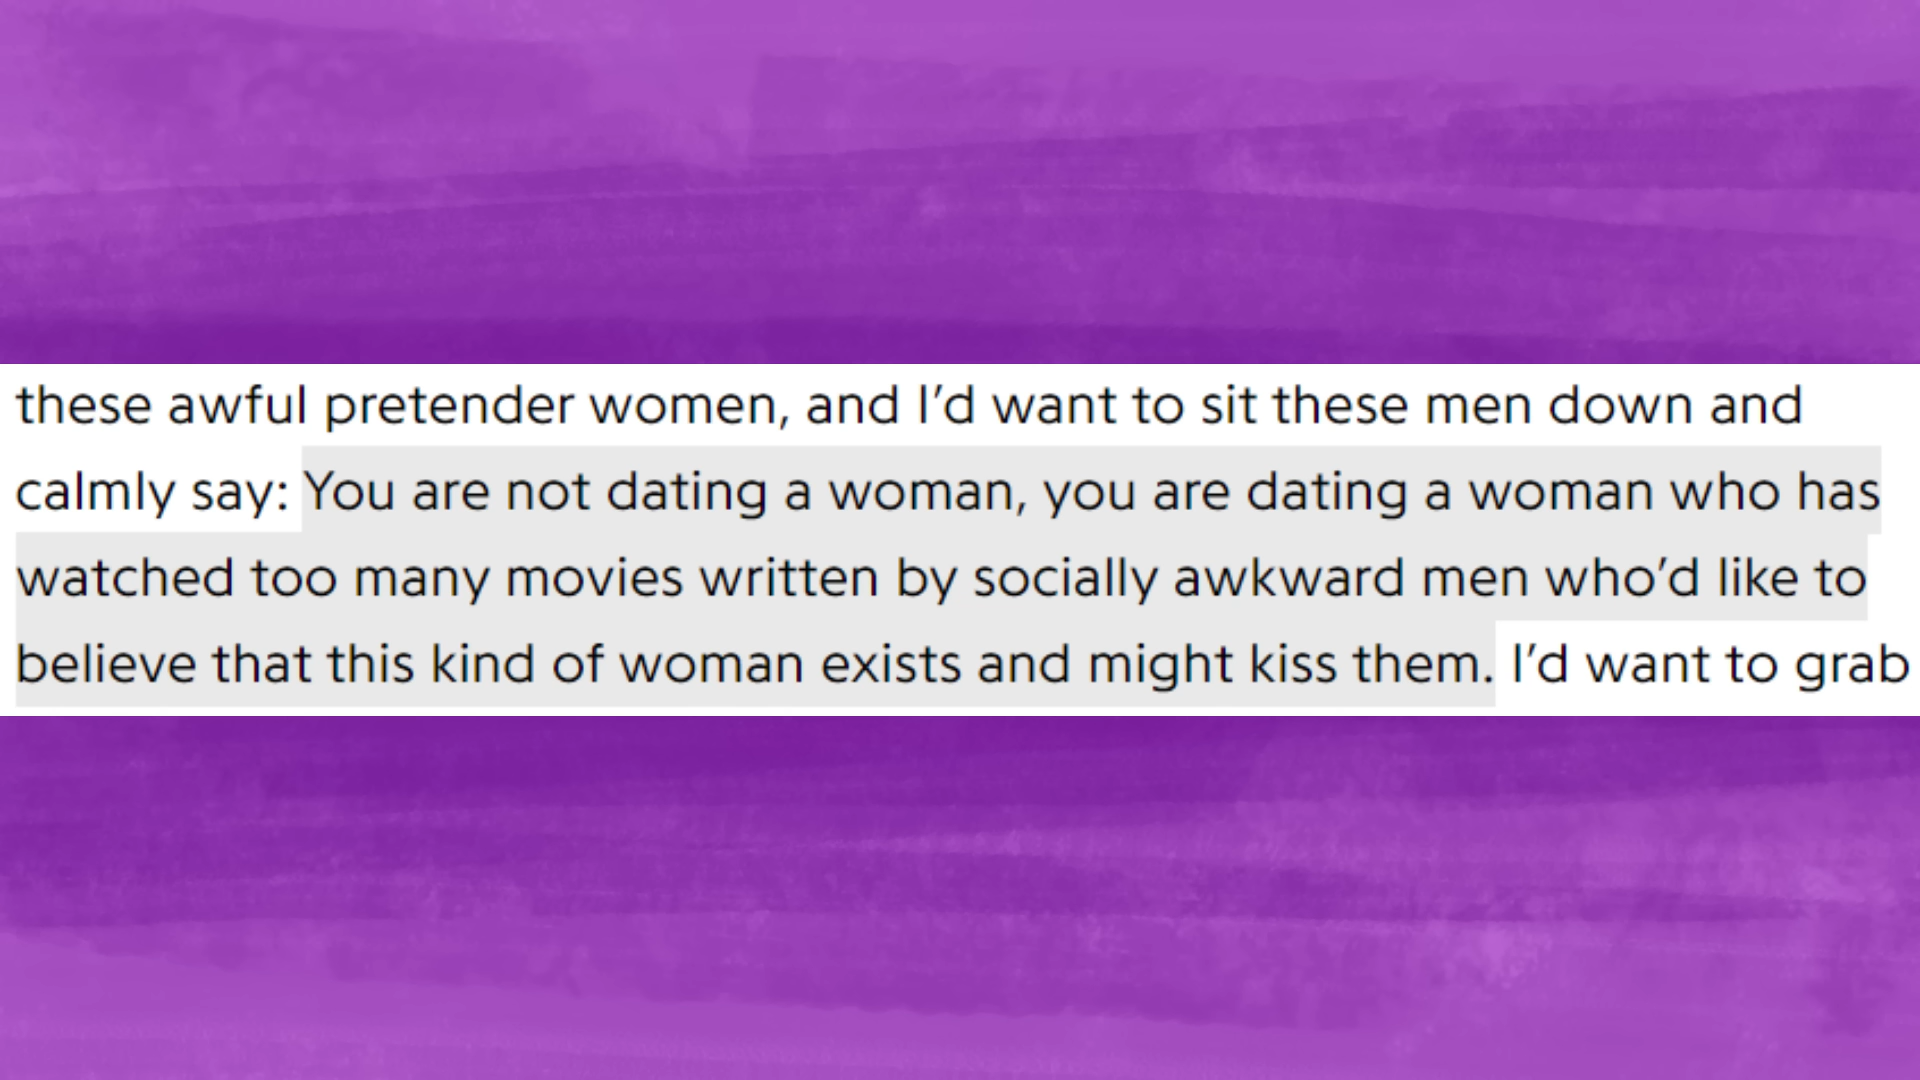 these awful pretender women, and I’d want to sit these men down and
calmly say: You are not dating a woman, you are dating a woman who has
watched too many movies written by socially awkward men who’d like to
believe that this kind of woman exists and might kiss them. I’d want to grab